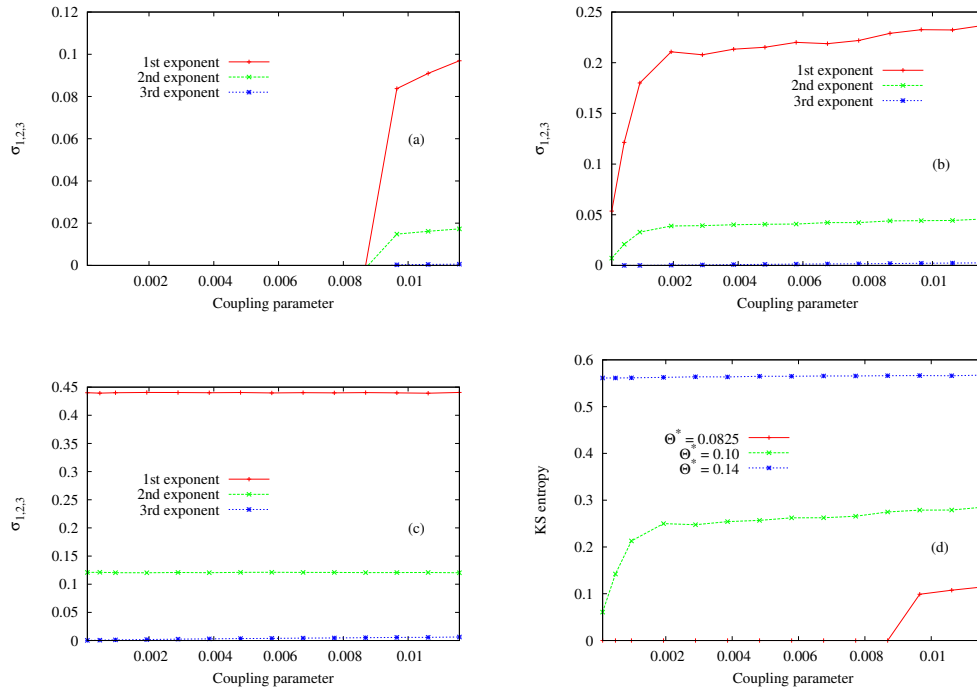 0.12
0.1
0.08
0.06
0.04
0.02
0
0.002 0.004 0.006 0.008 0.01
σ1,2,3
Coupling parameter
1st exponent
2nd exponent
3rd exponent
(a)
0.25
0.2
0.15
0.1
0.05
0
0.002 0.004 0.006 0.008 0.01
σ1,2,3
Coupling parameter
1st exponent
2nd exponent
3rd exponent
(b)
0.45
0.4
0.35
0.3
0.25
0.2
0.15
0.1
0.05
0
0.002 0.004 0.006 0.008 0.01
σ1,2,3
Coupling parameter
1st exponent
2nd exponent
3rd exponent
(c)
0.6
0.5
0.4
0.3
0.2
0.1
0
0.002 0.004 0.006 0.008 0.01
KS entropy
Coupling parameter
Θ* = 0.0825
Θ* = 0.10
Θ* = 0.14
(d)